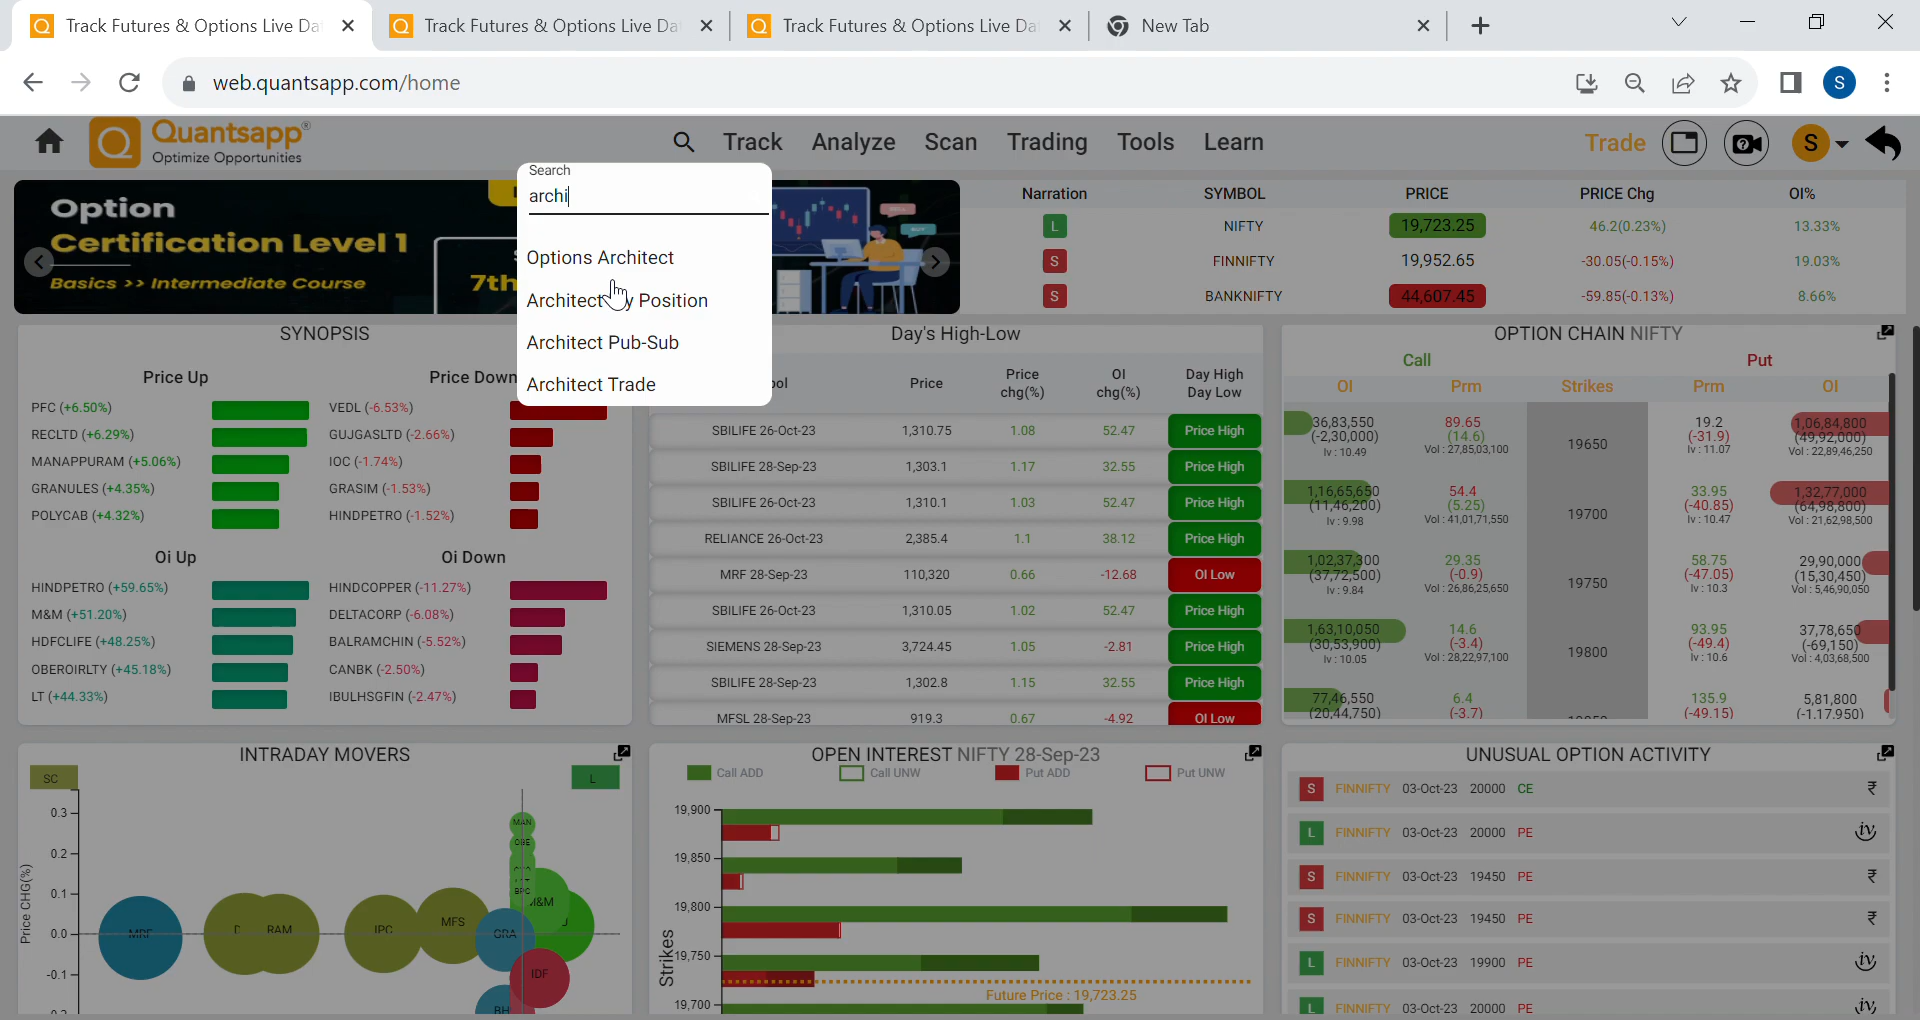 Track Futures & Options Live Da
Track Futures & Options Live Da
Track Futures & Options Live Da
New Tab
web.quantsapp.com/home
S
Quantsapp®
Optimize Opportunities
Track
Analyze
Scan
Trading
Tools
Learn
Trade
S
Search
archi
Options Architect
Position
Architect Pub-Sub
Architect Trade
Option
Certification Level 1
Basics >> Intermediate Course
7th
Narration SYMBOL PRICE PRICE Chg OI%
L NIFTY 19,723.25 46.2(0.23%) 13.33%
S FINNIFTY 19,952.65 -30.05(-0.15%) 19.03%
S BANKNIFTY 44,607.45 -59.85(-0.13%) 8.66%
SYNOPSIS
Price Up Price Down
PFC (+6.50%) VEDL (-6.53%)
RECLTD (+6.29%) GUJGASLTD (-2.66%)
MANAPPURAM (+5.06%) IOC (-1.74%)
GRANULES (+4.35%) GRASIM (-1.53%)
POLYCAB (+4.32%) HINDPETRO (-1.52%)
Oi Up Oi Down
HINDPETRO (+59.65%) HINDCOPPER (-11.27%)
M&M (+51.20%) DELTACORP (-6.08%)
HDFCLIFE (+48.25%) BALRAMCHIN (-5.52%)
OBEROIRLTY (+45.18%) CANBK (-2.50%)
LT (+44.33%) IBULHSGFIN (-2.47%)
Day's High-Low
bol Price Price chg(%) OI chg(%) Day High Day Low
SBILIFE 26-Oct-23 1,310.75 1.08 52.47 Price High
SBILIFE 28-Sep-23 1,303.1 1.17 32.55 Price High
SBILIFE 26-Oct-23 1,310.1 1.03 52.47 Price High
RELIANCE 26-Oct-23 2,385.4 1.1 38.12 Price High
MRF 28-Sep-23 110,320 0.66 -12.68 OI Low
SBILIFE 26-Oct-23 1,310.05 1.02 52.47 Price High
SIEMENS 28-Sep-23 3,724.45 1.05 -2.81 Price High
SBILIFE 28-Sep-23 1,302.8 1.15 32.55 Price High
MFSL 28-Sep-23 919.3 0.67 -4.92 OI Low
OPTION CHAIN NIFTY
Call Put
OI Prm Strikes Prm OI
36,83,550 89.65 19.2 1,06,84,800
(-2,30,000) (14.6) 19650 (-31.9) (49,92,000)
Iv : 10.49 Vol : 27,85,03,100 Iv : 11.07 Vol : 22,89,46,250
1,16,65,650 54.4 33.95 1,32,77,000
(11,46,200) (5.25) 19700 (-40.85) (64,98,800)
Iv : 9.98 Vol : 41,01,71,550 Iv : 10.47 Vol : 21,62,98,500
1,02,37,300 29.35 58.75 29,90,000
(37,72,500) (-0.9) 19750 (-47.05) (15,30,450)
Iv : 9.84 Vol : 26,86,25,650 Iv : 10.3 Vol : 5,46,90,050
1,63,10,050 14.6 93.95 37,78,650
(30,53,900) (-3.4) 19800 (-49.4) (-69,150)
Iv : 10.05 Vol : 28,22,97,100 Iv : 10.6 Vol : 4,03,68,500
77,46,550 6.4 135.9 5,81,800
(20,44,750) (-3.7) (-49.15) (-1,17,950)
INTRADAY MOVERS
SC L
Price CHG(%)
0.3
0.2
0.1
0.0
-0.1
MRF
RAM
IPC
MFS
GRA
MAN
OBE
BPC
M&M
IDF
BH
OPEN INTEREST NIFTY 28-Sep-23
Call ADD Call UNW Put ADD Put UNW
Strikes
19,900
19,850
19,800
19,750
19,700
Future Price : 19,723.25
UNUSUAL OPTION ACTIVITY
S FINNIFTY 03-Oct-23 20000 CE ₹
L FINNIFTY 03-Oct-23 20000 PE iv
S FINNIFTY 03-Oct-23 19450 PE ₹
S FINNIFTY 03-Oct-23 19450 PE ₹
L FINNIFTY 03-Oct-23 19900 PE iv
L FINNIFTY 03-Oct-23 20000 PE iv